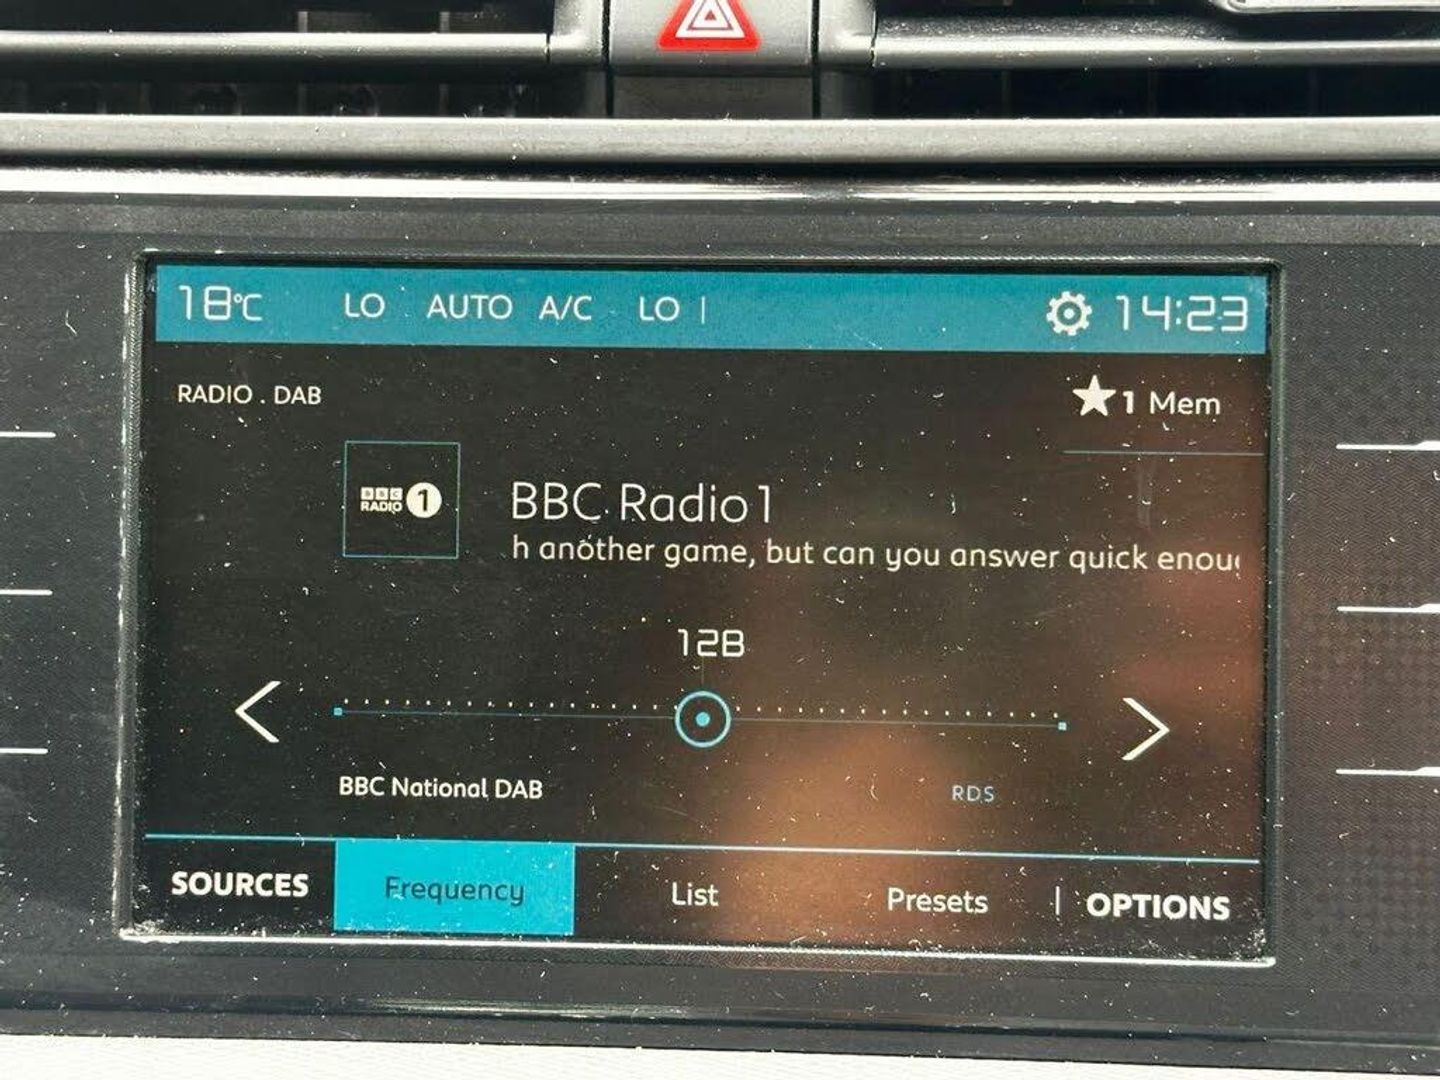 18°C LO AUTO A/C LO | 14:23
RADIO . DAB
1 Mem
BBC
RADIO 1
BBC Radio 1
h another game, but can you answer quick enou
12B
BBC National DAB
RDS
SOURCES Frequency List Presets | OPTIONS